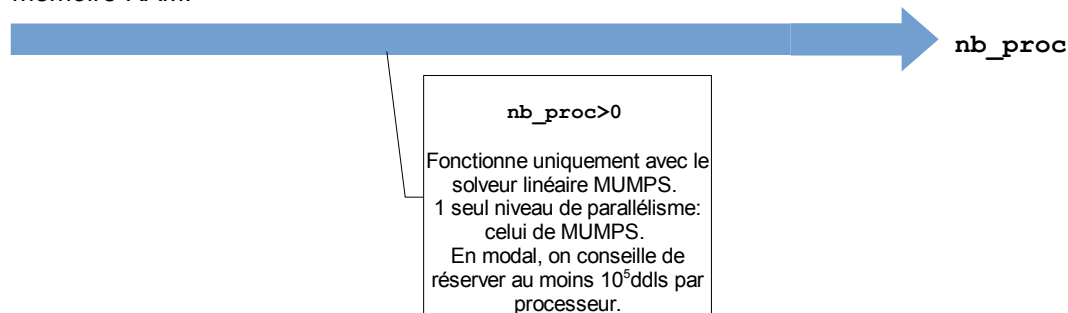 nb_proc
nb_proc>0
Fonctionne uniquement avec le
solveur linéaire MUMPS.
1 seul niveau de parallélisme:
celui de MUMPS.
En modal, on conseille de
réserver au moins 10⁵ddls par
processeur.